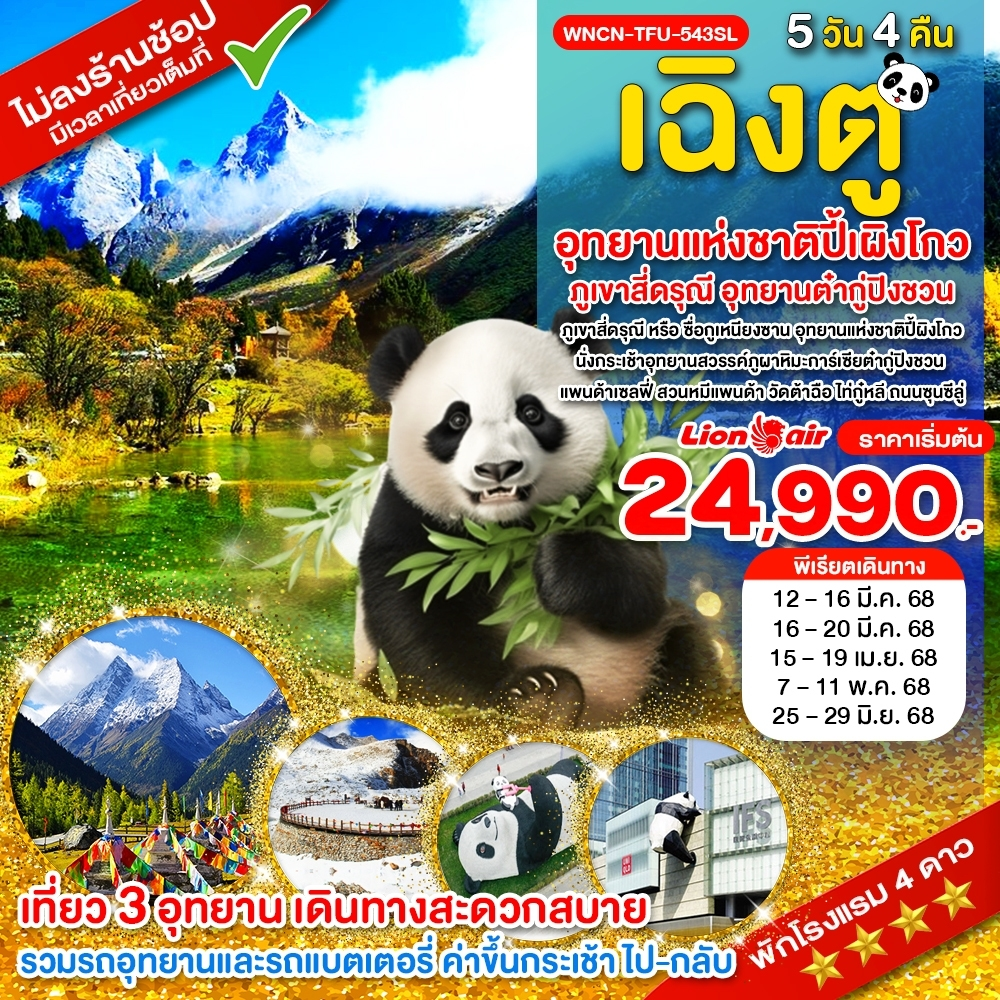 ไม่ลงร้านช้อป
มีเวลาเที่ยวเต็มที่
WNCN-TFU-543SL
5 วัน 4 คืน
เฉิงตู
อุทยานแห่งชาติปี้เผิงโกว
ภูเขาสี่ดรุณี อุทยานต๋ากู่ปิงชวน
ภูเขาสี่ดรุณี หรือ ซื่อกูเหนียงซาน อุทยานแห่งชาติปี้ผิงโกว
นั่งกระเช้าอุทยานสวรรค์ภูผาหิมะการ์เซียต๋ากู่ปิงชวน
แพนด้าเซลฟี่ สวนหมีแพนด้า วัดต้าฉือ ไท่กู๋หลี ถนนซุนซีลู่
Lion air
ราคาเริ่มต้น
24,990.-
พีเรียตเดินทาง
12 – 16 มี.ค. 68
16 – 20 มี.ค. 68
15 – 19 เม.ย. 68
7 – 11 พ.ค. 68
25 – 29 มิ.ย. 68
IFS
UNI
QLO
เที่ยว 3 อุทยาน เดินทางสะดวกสบาย
รวมรถอุทยานและรถแบตเตอรี่ ค่าขึ้นกระเช้า ไป-กลับ
พักโรงแรม 4 ดาว